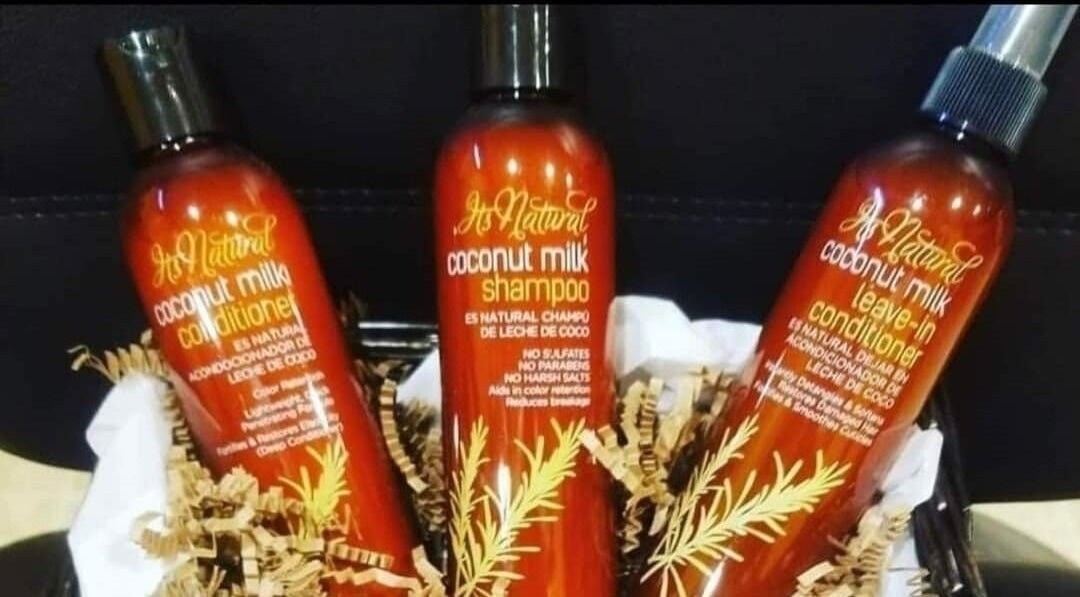 Its Natural
coconut milk
conditioner
ES NATURAL
ACONDOCIONADOR DE
LECHE DE COCO
Color Retention
Lightweight,
Penetrating
Fortifies & Restores Elasticity
(Deep Conditioner)
Its Natural
coconut milk
shampoo
ES NATURAL CHAMPÚ
DE LECHE DE COCO
NO SULFATES
NO PARABENS
NO HARSH SALTS
Aids in color retention
Reduces breakage
Its Natural
coconut milk
leave-in
conditioner
ES NATURAL DEJAR EN
ACONDICIONADOR DE
LECHE DE COCO
Instantly Detangles & Softens
Restores Damaged Hair
Fortifies & Smoothes Cuticles